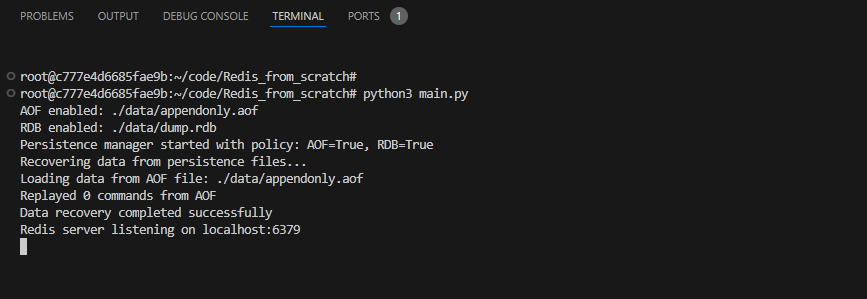 PROBLEMS OUTPUT DEBUG CONSOLE TERMINAL PORTS 1
root@c777e4d6685fae9b:~/code/Redis_from_scratch#
root@c777e4d6685fae9b:~/code/Redis_from_scratch# python3 main.py
AOF enabled: ./data/appendonly.aof
RDB enabled: ./data/dump.rdb
Persistence manager started with policy: AOF=True, RDB=True
Recovering data from persistence files...
Loading data from AOF file: ./data/appendonly.aof
Replayed 0 commands from AOF
Data recovery completed successfully
Redis server listening on localhost:6379